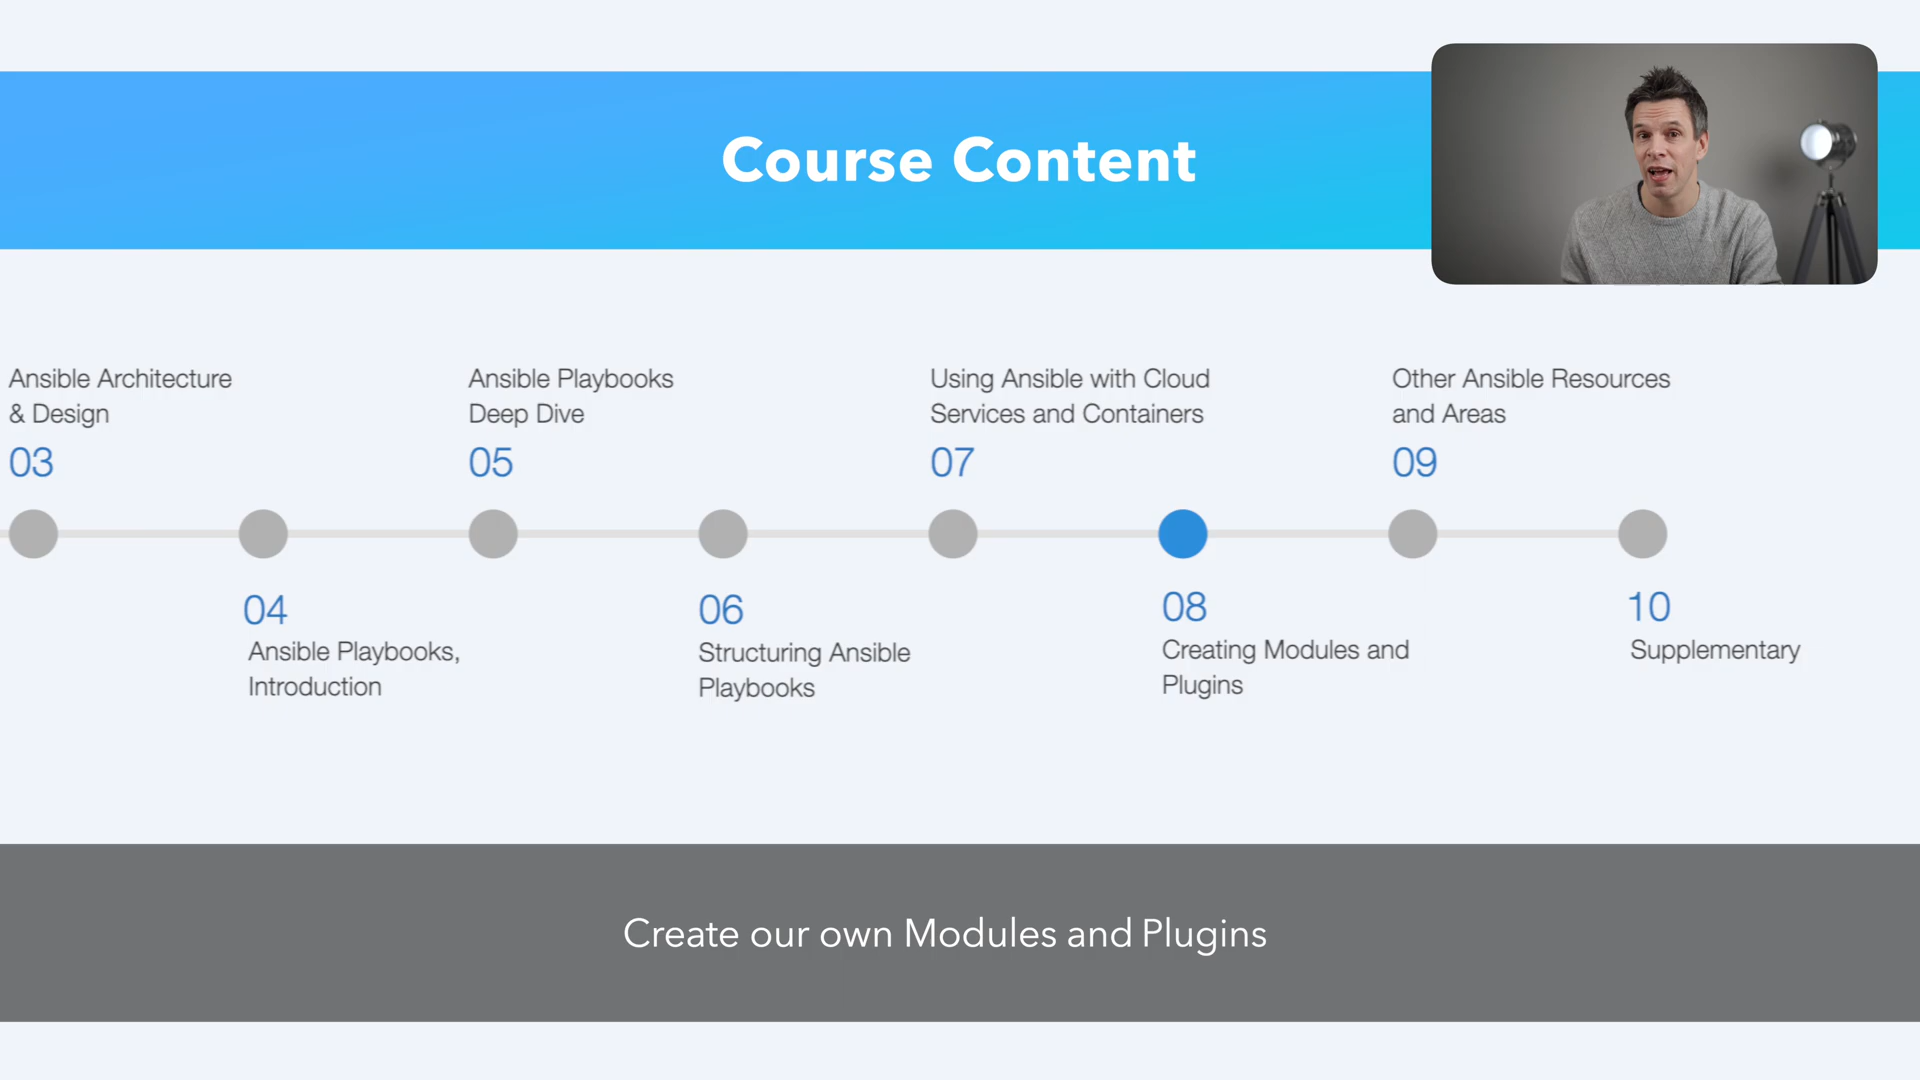 Course Content
Ansible Architecture
& Design
03
Ansible Playbooks
Deep Dive
05
Using Ansible with Cloud
Services and Containers
07
Other Ansible Resources
and Areas
09
04
Ansible Playbooks,
Introduction
06
Structuring Ansible
Playbooks
08
Creating Modules and
Plugins
10
Supplementary
Create our own Modules and Plugins